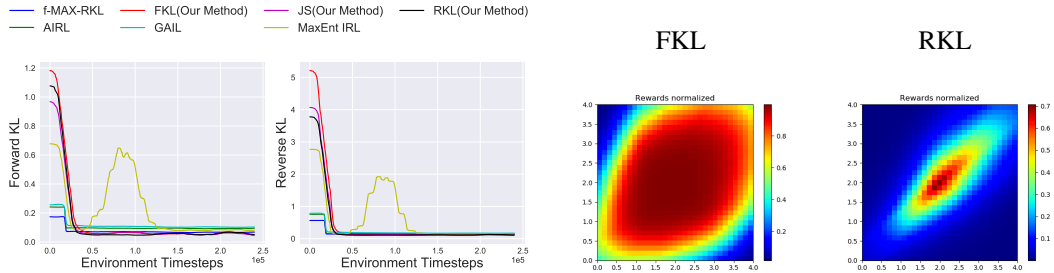 f-MAX-RKL FKL(Our Method) JS(Our Method) RKL(Our Method)
AIRL GAIL MaxEnt IRL
FKL RKL
Forward KL
1.2
1.0
0.8
0.6
0.4
0.2
0.0
0.0 0.5 1.0 1.5 2.0 2.5
1e5
Environment Timesteps
Reverse KL
5
4
3
2
1
0
0.0 0.5 1.0 1.5 2.0 2.5
1e5
Environment Timesteps
Rewards normalized
4.0
3.5
3.0
2.5
2.0
1.5
1.0
0.5
0.0
0.0 0.5 1.0 1.5 2.0 2.5 3.0 3.5 4.0
0.8
0.6
0.4
0.2
Rewards normalized
4.0
3.5
3.0
2.5
2.0
1.5
1.0
0.5
0.0
0.0 0.5 1.0 1.5 2.0 2.5 3.0 3.5 4.0
0.7
0.6
0.5
0.4
0.3
0.2
0.1